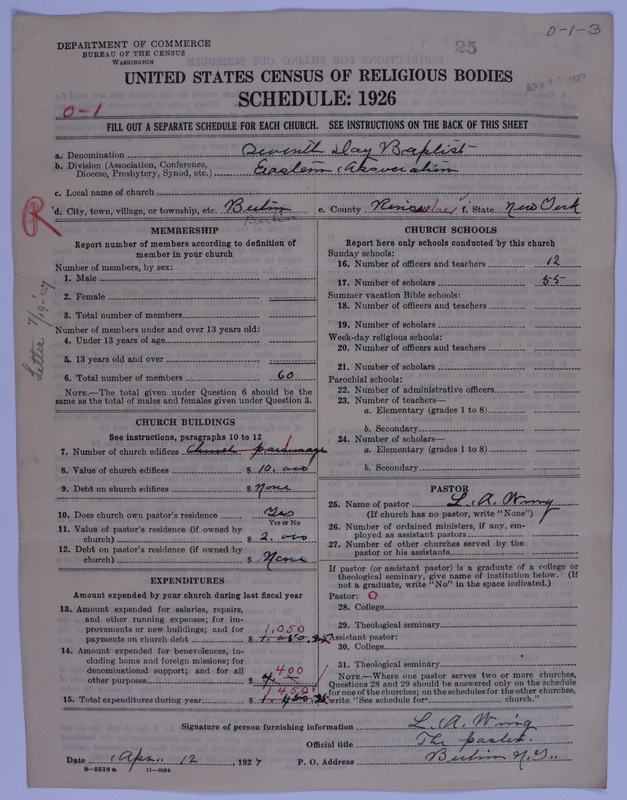 0-1-3
DEPARTMENT OF COMMERCE
BUREAU OF THE CENSUS
WASHINGTON
25
UNITED STATES CENSUS OF RELIGIOUS BODIES
SCHEDULE: 1926
0-1
FILL OUT A SEPARATE SCHEDULE FOR EACH CHURCH. SEE INSTRUCTIONS ON THE BACK OF THIS SHEET
a. Denomination Seventh Day Baptist
b. Division (Association, Conference, Diocese, Presbytery, Synod, etc.) Eastern Association
c. Local name of church
R
d. City, town, village, or township, etc. Berlin e. County Rensselaer f. State New York
Berlin
Letter 7/19-27
MEMBERSHIP
Report number of members according to definition of member in your church
Number of members, by sex:
1. Male
2. Female
3. Total number of members
Number of members under and over 13 years old:
4. Under 13 years of age
5. 13 years old and over
6. Total number of members 60
NOTE.—The total given under Question 6 should be the same as the total of males and females given under Question 3.
CHURCH BUILDINGS
See instructions, paragraphs 10 to 12
7. Number of church edifices Church parsonage 1
8. Value of church edifices $ 10,000
9. Debt on church edifices $ None
10. Does church own pastor's residence Yes
Yes or No
11. Value of pastor's residence (if owned by church) $ 2,000
12. Debt on pastor's residence (if owned by church) $ None
EXPENDITURES
Amount expended by your church during last fiscal year
13. Amount expended for salaries, repairs, and other running expenses; for improvements or new buildings; and for payments on church debt $ 1,050
14. Amount expended for benevolences, including home and foreign missions; for denominational support; and for all other purposes $ 400
15. Total expenditures during year $ 1,450
CHURCH SCHOOLS
Report here only schools conducted by this church
Sunday schools:
16. Number of officers and teachers 12
17. Number of scholars 55
Summer vacation Bible schools:
18. Number of officers and teachers
19. Number of scholars
Week-day religious schools:
20. Number of officers and teachers
21. Number of scholars
Parochial schools:
22. Number of administrative officers
23. Number of teachers—
a. Elementary (grades 1 to 8)
b. Secondary
24. Number of scholars—
a. Elementary (grades 1 to 8)
b. Secondary
PASTOR
25. Name of pastor L. A. Wing
(If church has no pastor, write "None")
26. Number of ordained ministers, if any, employed as assistant pastors
27. Number of other churches served by the pastor or his assistants
If pastor (or assistant pastor) is a graduate of a college or theological seminary, give name of institution below. (If not a graduate, write "No" in the space indicated.)
Pastor: O
28. College
29. Theological seminary
Assistant pastor:
30. College
31. Theological seminary
NOTE.—Where one pastor serves two or more churches, Questions 28 and 29 should be answered only on the schedule for one of the churches; on the schedules for the other churches, write "See schedule for church."
Signature of person furnishing information L. A. Wing
Official title The pastor.
Date Apr. 12, 1927 P. O. Address Berlin N.Y.
8-5518a 11-9054